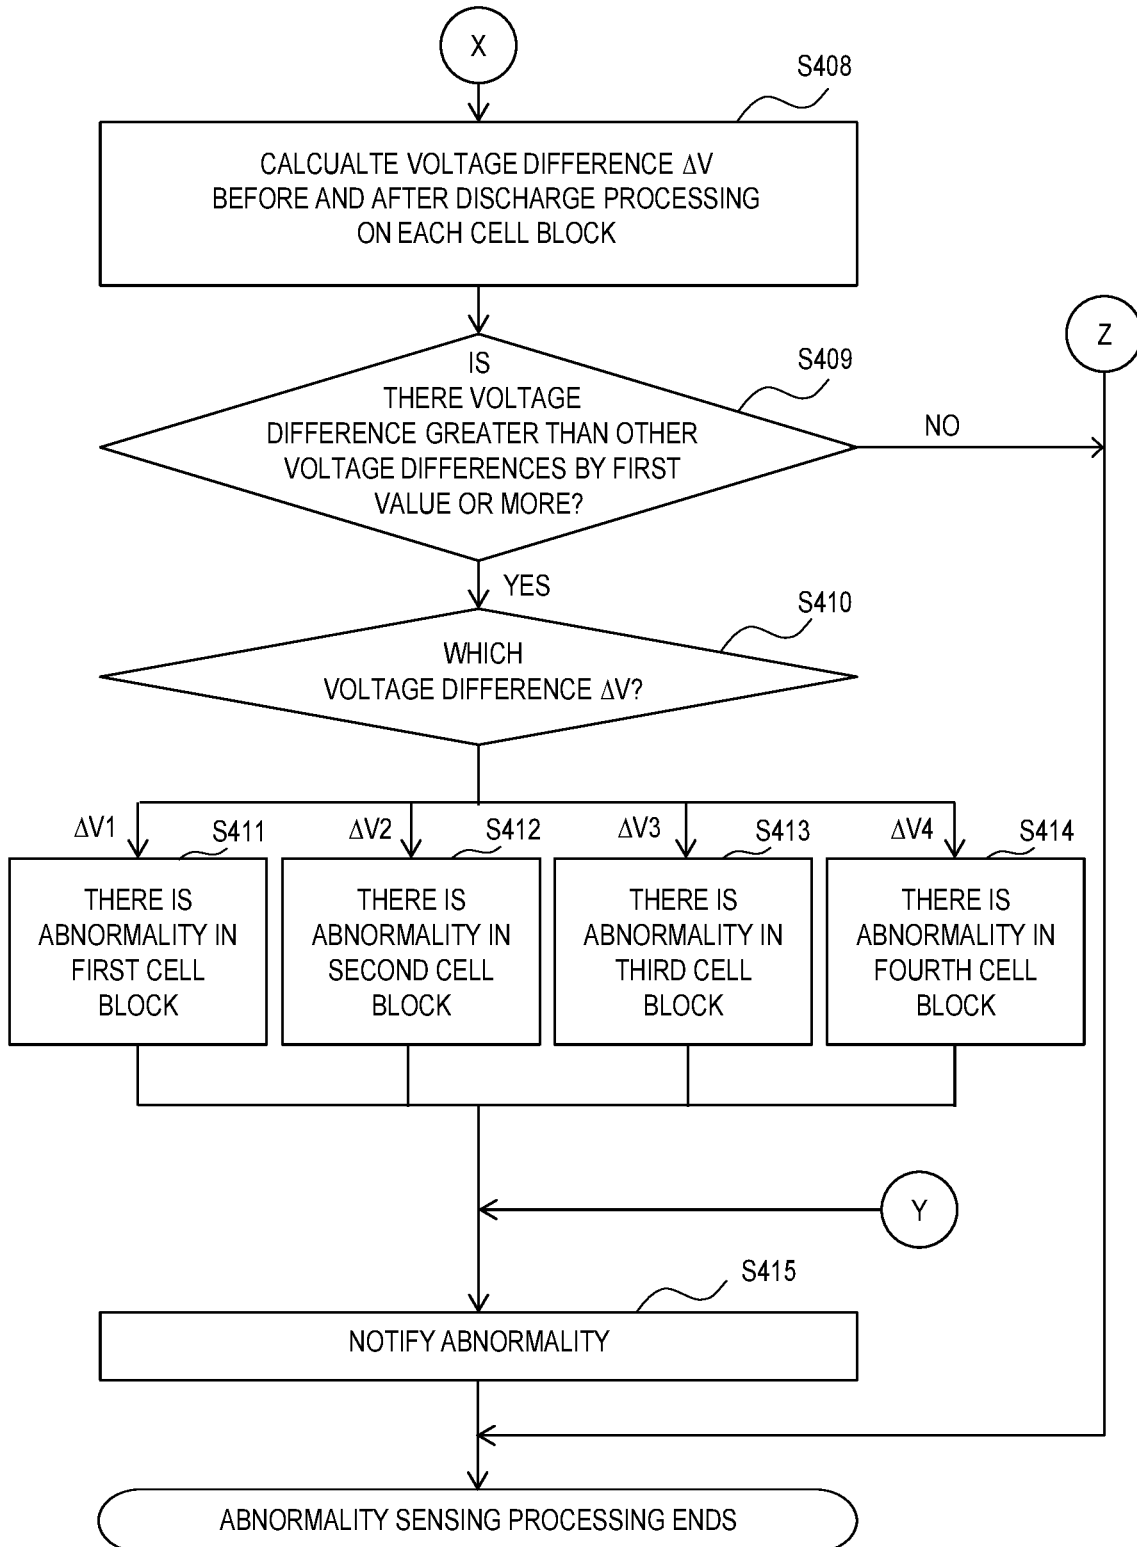 X
S408
CALCUALTE VOLTAGE DIFFERENCE ΔV
BEFORE AND AFTER DISCHARGE PROCESSING
ON EACH CELL BLOCK
Z
S409
IS
THERE VOLTAGE
DIFFERENCE GREATER THAN OTHER
VOLTAGE DIFFERENCES BY FIRST
VALUE OR MORE?
NO
YES
S410
WHICH
VOLTAGE DIFFERENCE ΔV?
ΔV1
S411
ΔV2
S412
ΔV3
S413
ΔV4
S414
THERE IS
ABNORMALITY IN
FIRST CELL
BLOCK
THERE IS
ABNORMALITY IN
SECOND CELL
BLOCK
THERE IS
ABNORMALITY IN
THIRD CELL
BLOCK
THERE IS
ABNORMALITY IN
FOURTH CELL
BLOCK
Y
S415
NOTIFY ABNORMALITY
ABNORMALITY SENSING PROCESSING ENDS